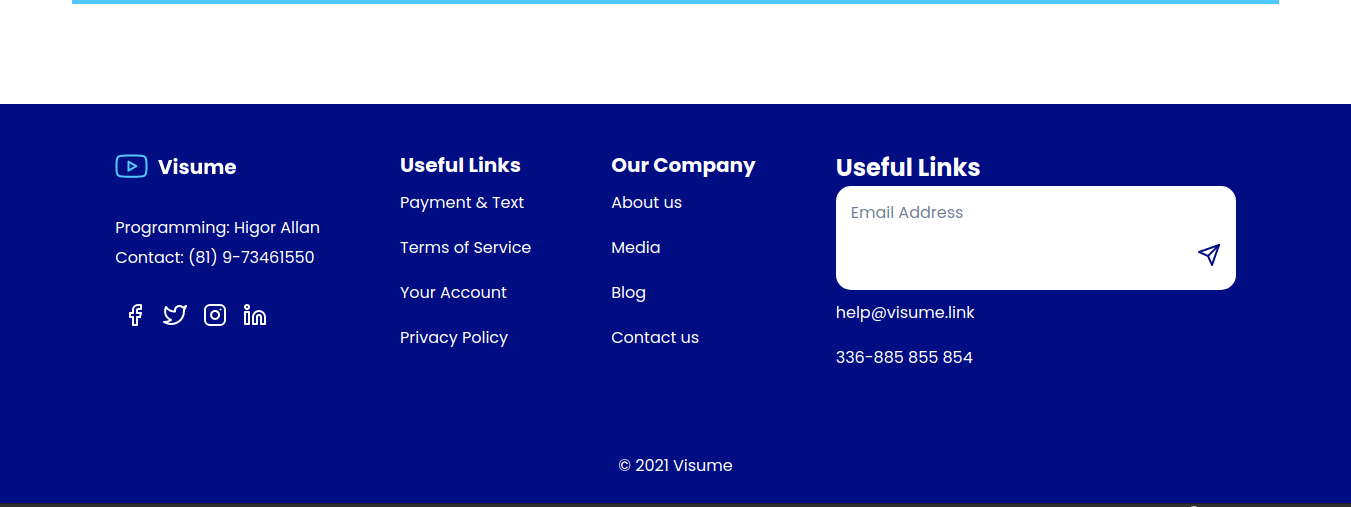 Visume
Programming: Higor Allan
Contact: (81) 9-73461550
Useful Links
Payment & Text
Terms of Service
Your Account
Privacy Policy
Our Company
About us
Media
Blog
Contact us
Useful Links
Email Address
help@visume.link
336-885 855 854
© 2021 Visume